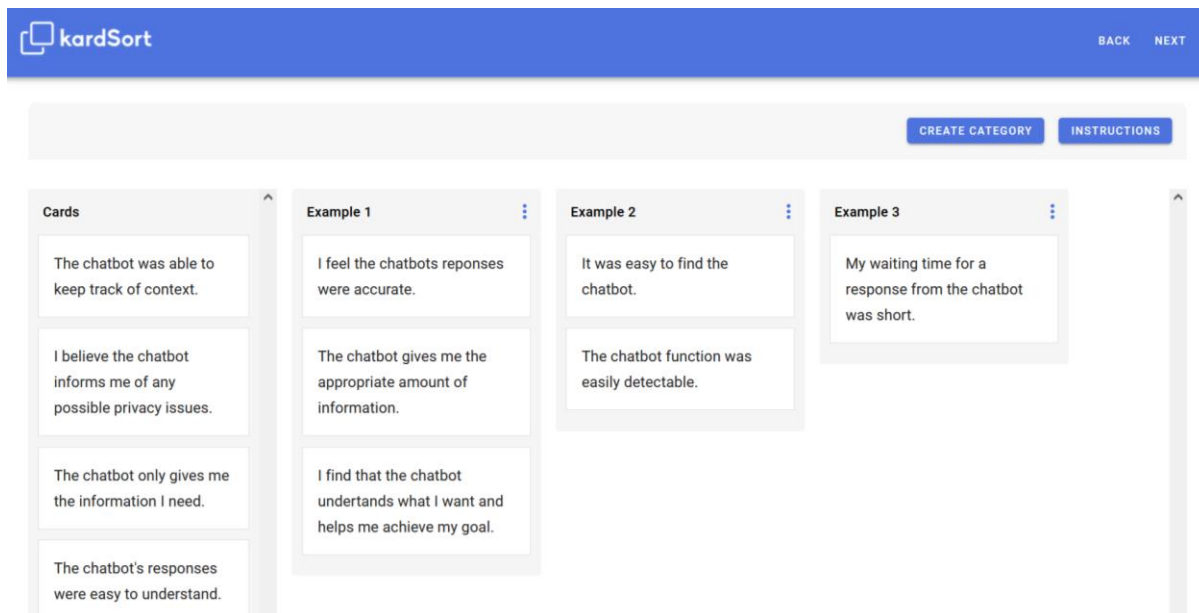 kardSort
BACK NEXT
CREATE CATEGORY INSTRUCTIONS
Cards
The chatbot was able to
keep track of context.
I believe the chatbot
informs me of any
possible privacy issues.
The chatbot only gives me
the information I need.
The chatbot's responses
were easy to understand.
Example 1
I feel the chatbots reponses
were accurate.
The chatbot gives me the
appropriate amount of
information.
I find that the chatbot
undertands what I want and
helps me achieve my goal.
Example 2
It was easy to find the
chatbot.
The chatbot function was
easily detectable.
Example 3
My waiting time for a
response from the chatbot
was short.